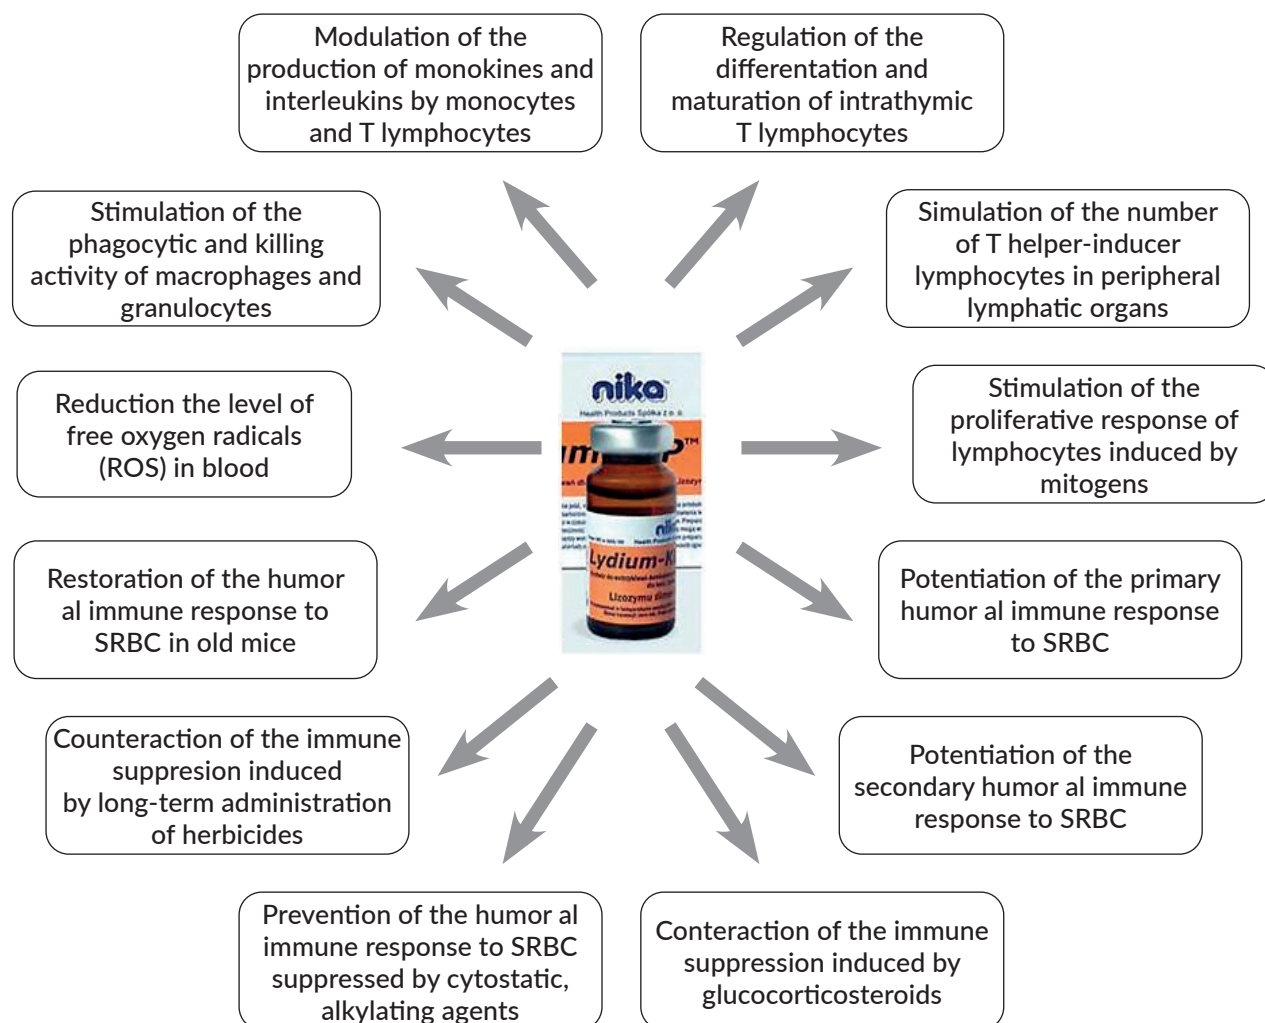 Modulation of the
production of monokines and
interleukins by monocytes
and T lymphocytes
Regulation of the
differentation and
maturation of intrathymic
T lymphocytes
Stimulation of the
phagocytic and killing
activity of macrophages and
granulocytes
Simulation of the number
of T helper-inducer
lymphocytes in peripheral
lymphatic organs
Reduction the level of
free oxygen radicals
(ROS) in blood
Stimulation of the
proliferative response of
lymphocytes induced by
mitogens
nika
Health Products Spółka z o. o.
Lydium-K
Restoration of the humor
al immune response to
SRBC in old mice
Potentiation of the primary
humor al immune response
to SRBC
Counteraction of the immune
suppresion induced
by long-term administration
of herbicides
Potentiation of the
secondary humor al immune
response to SRBC
Prevention of the humor al
immune response to SRBC
suppressed by cytostatic,
alkylating agents
Conteraction of the immune
suppression induced by
glucocorticosteroids